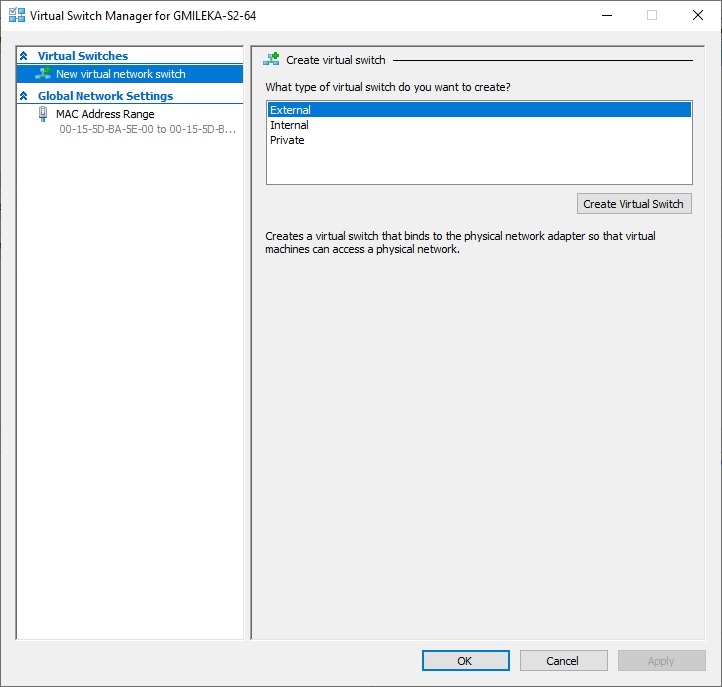 Virtual Switch Manager for GMILEKA-S2-64
Virtual Switches
New virtual network switch
Global Network Settings
MAC Address Range
00-15-5D-BA-5E-00 to 00-15-5D-B...
Create virtual switch
What type of virtual switch do you want to create?
External
Internal
Private
Create Virtual Switch
Creates a virtual switch that binds to the physical network adapter so that virtual
machines can access a physical network.
OK
Cancel
Apply